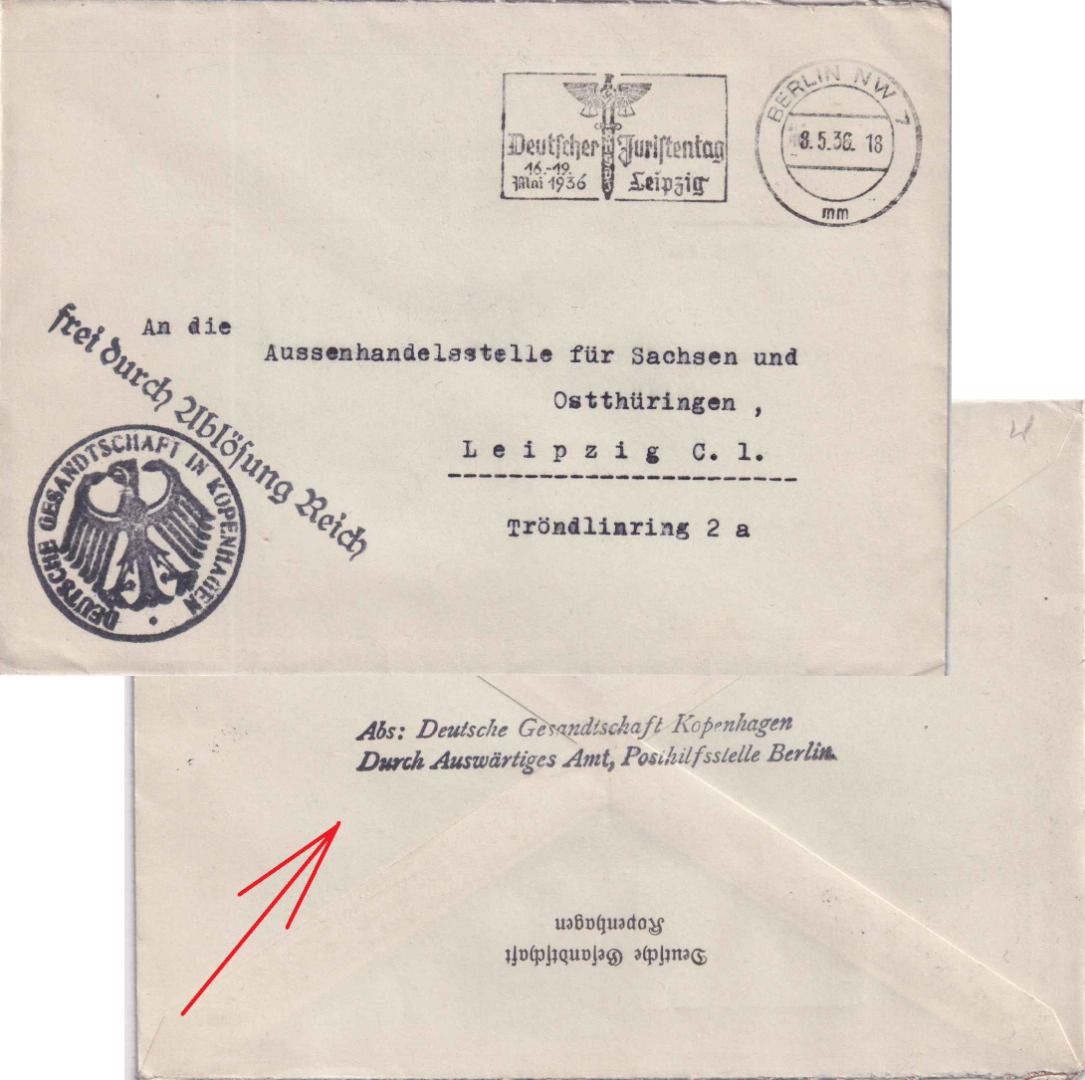 Deutscher Juristentag
16.-19. Mai 1936 Leipzig
BERLIN NW 7
8.5.36. 18
mm
frei durch Ablösung Reich
DEUTSCHE GESANDTSCHAFT IN KOPENHAGEN
An die
Aussenhandelsstelle für Sachsen und
Ostthüringen ,
Leipzig C. 1.
Tröndlinring 2 a
Abs: Deutsche Gesandtschaft Kopenhagen
Durch Auswärtiges Amt, Posthilfsstelle Berlin.
Deutsche Gesandtschaft
Kopenhagen